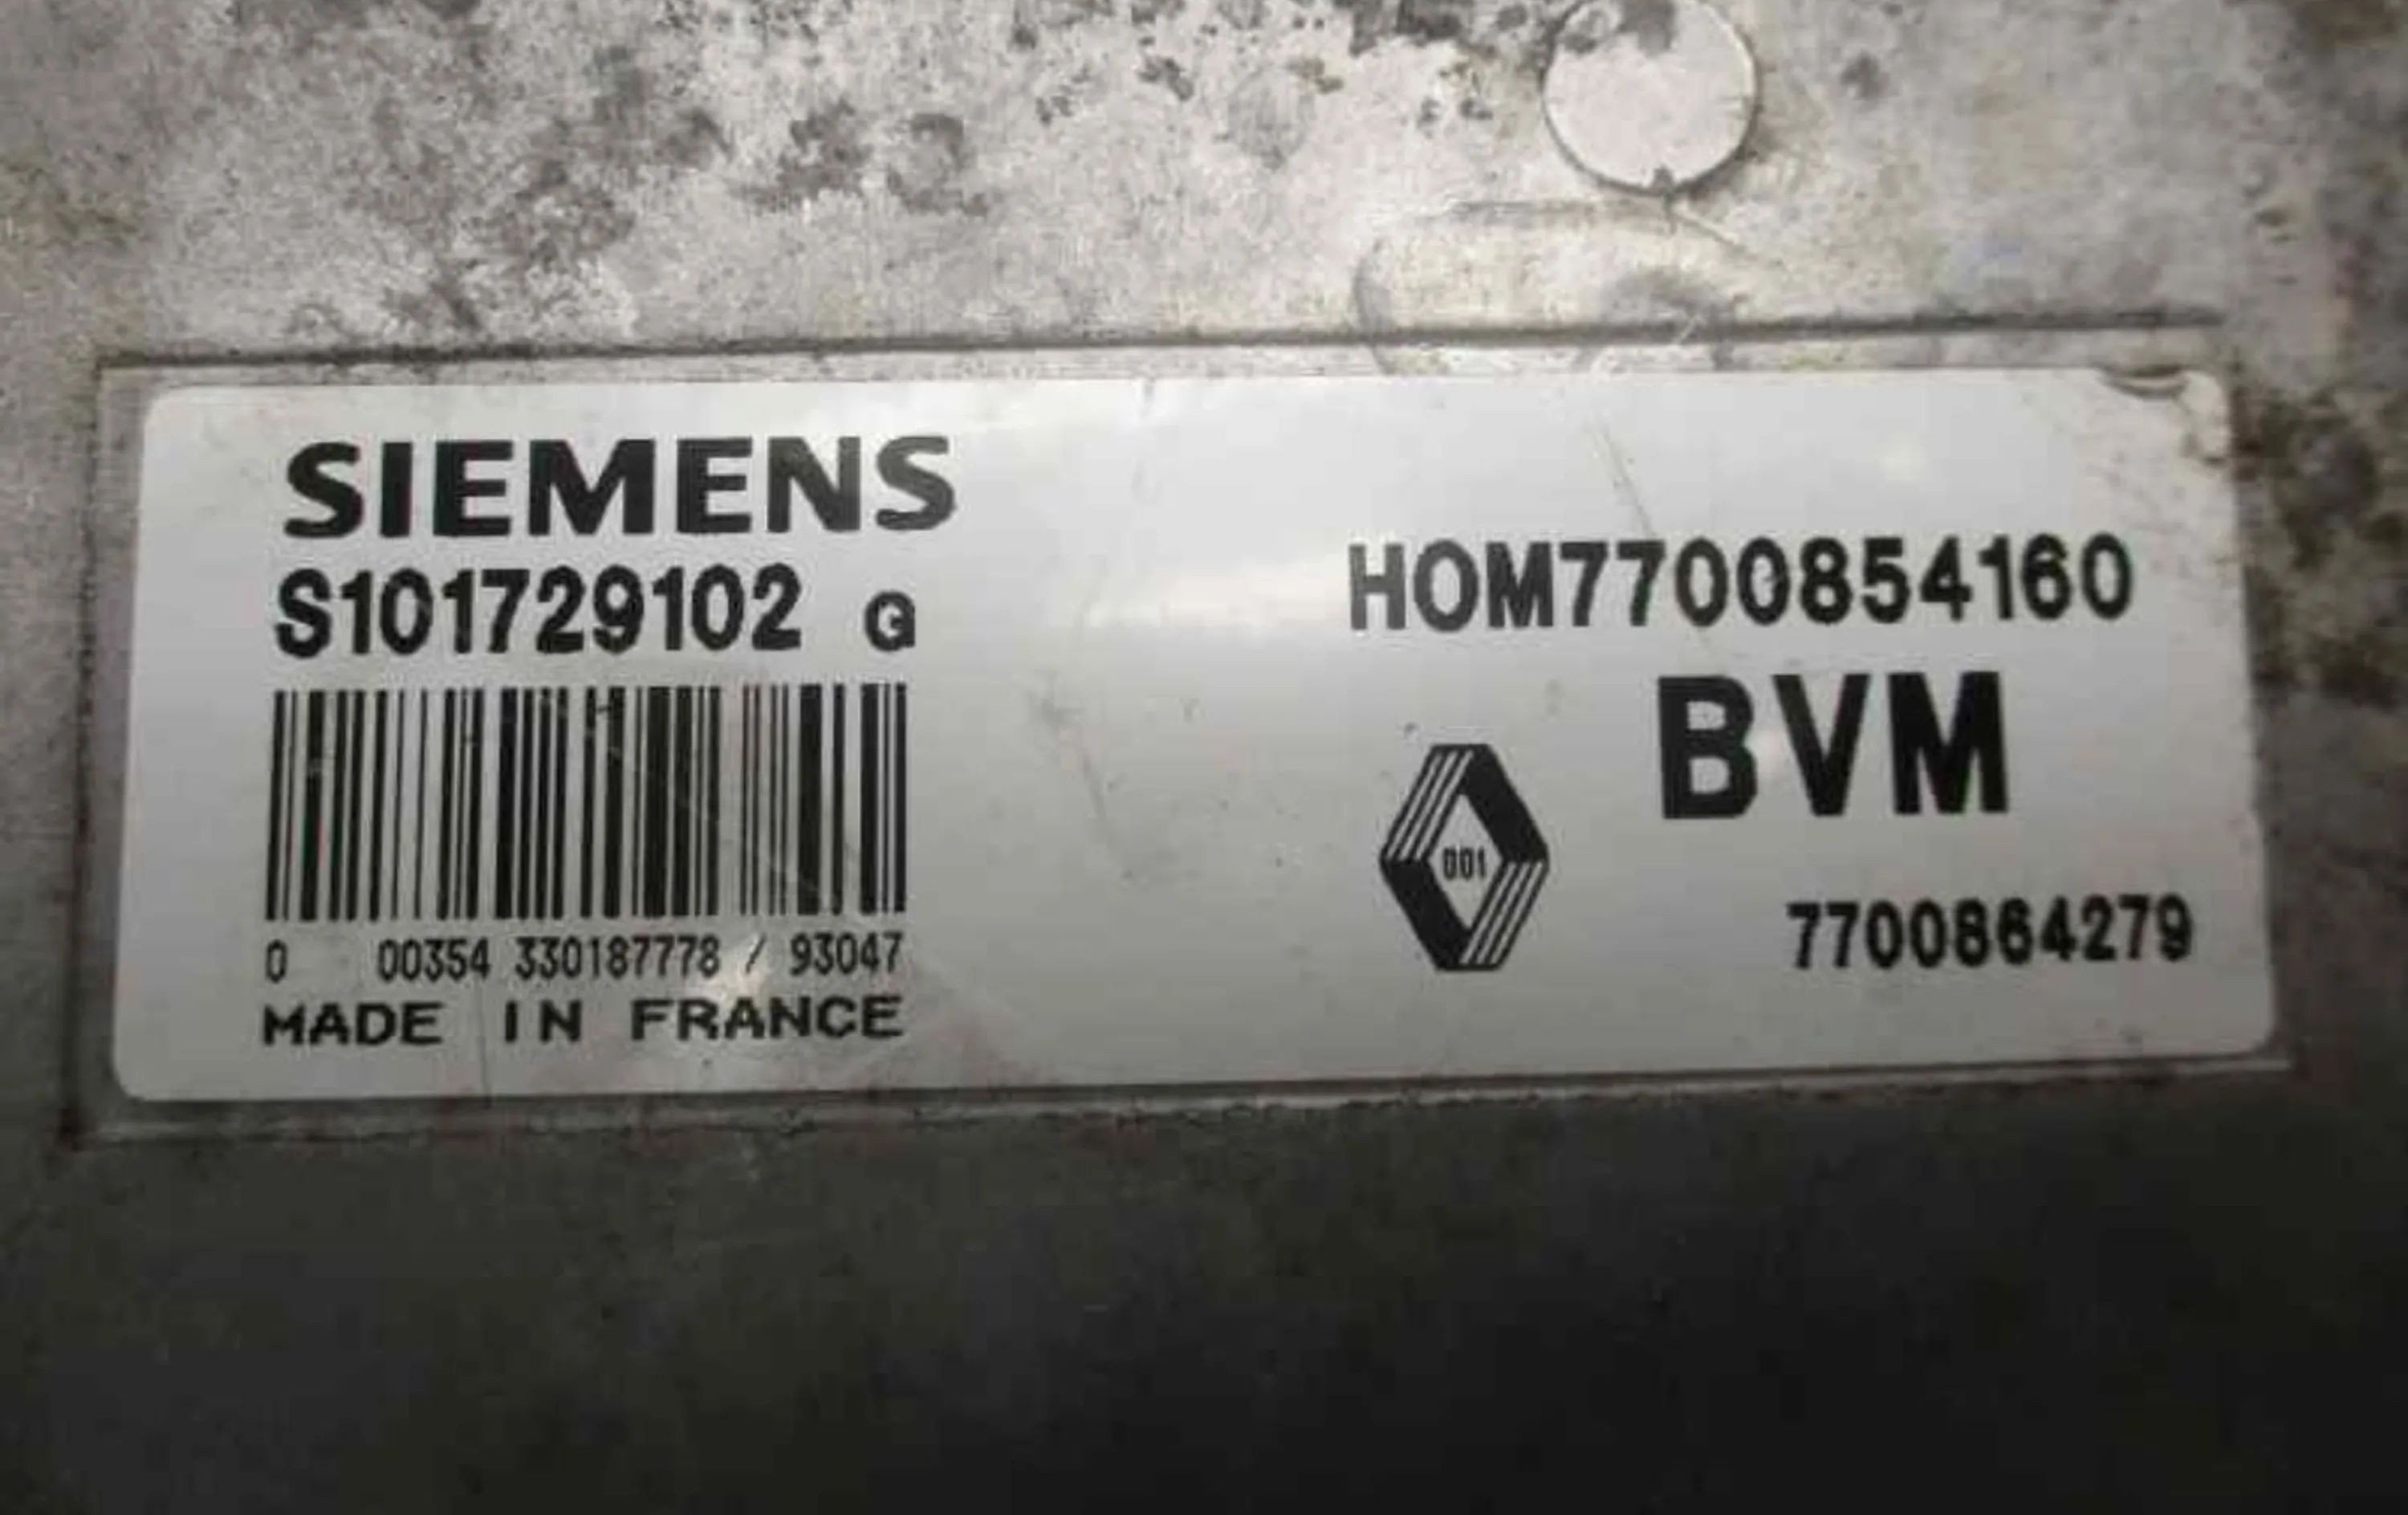 SIEMENS
S101729102 G
0 00354 330187778 / 93047
MADE IN FRANCE
HOM7700854160
BVM
001
7700864279